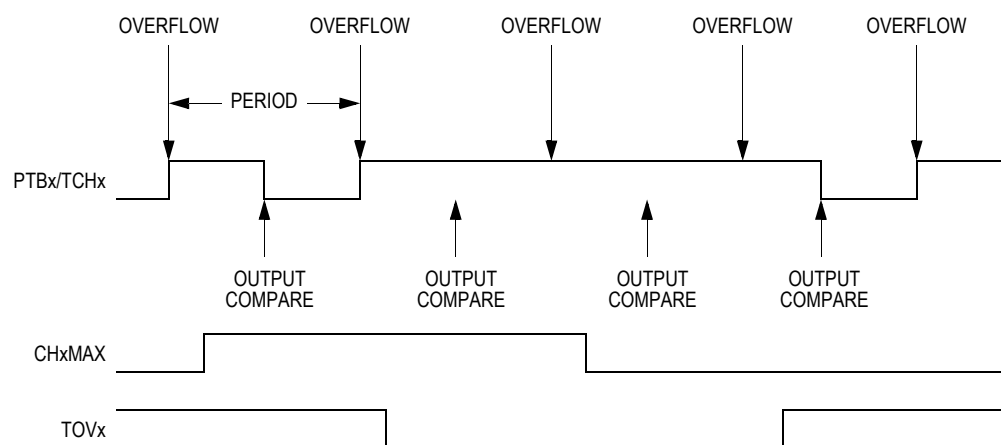 OVERFLOW OVERFLOW OVERFLOW OVERFLOW OVERFLOW
PERIOD
PTBx/TCHx
OUTPUT OUTPUT OUTPUT OUTPUT
COMPARE COMPARE COMPARE COMPARE
CHxMAX
TOVx